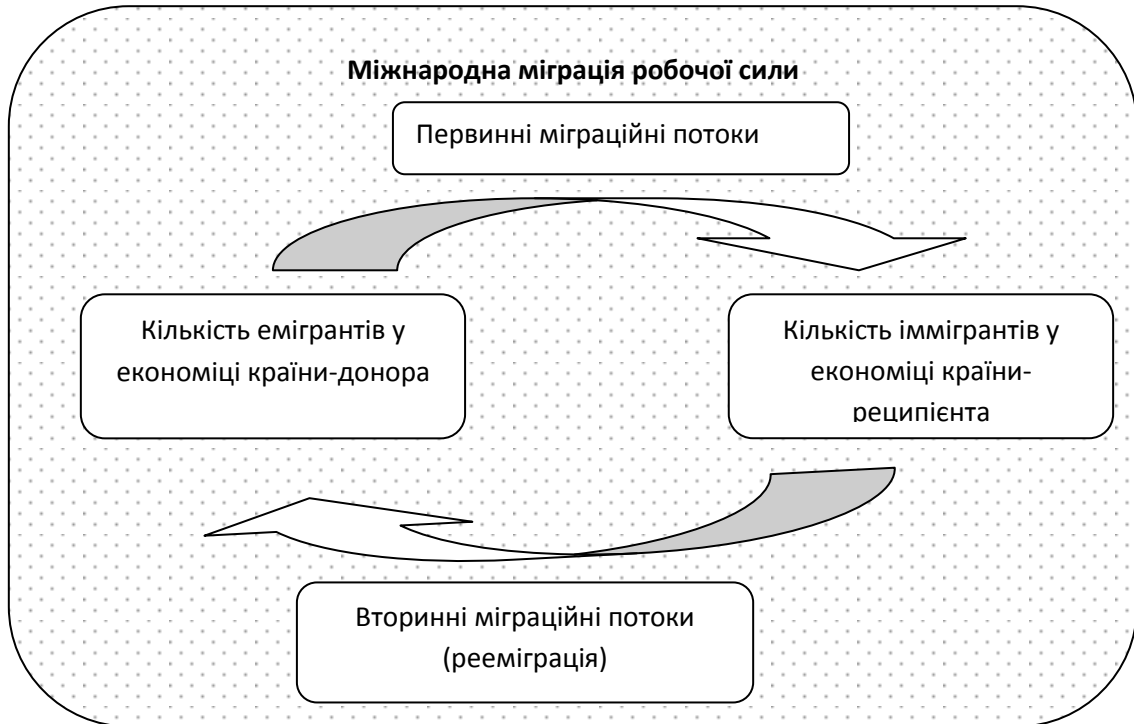 Міжнародна міграція робочої сили
Первинні міграційні потоки
Кількість емігрантів у
економіці країни-донора
Кількість іммігрантів у
економіці країни-
реципієнта
Вторинні міграційні потоки
(рееміграція)